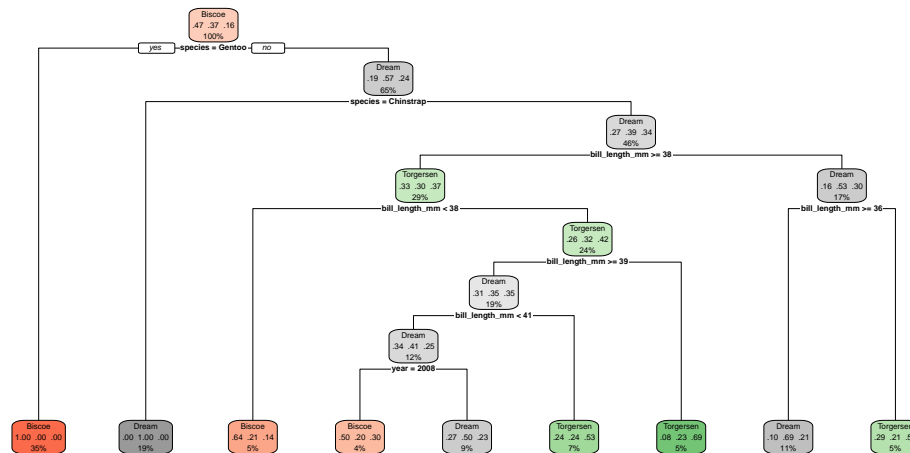 Biscoe
.47 .37 .16
100%
yes species = Gentoo no
Dream
.19 .57 .24
65%
species = Chinstrap
Dream
.27 .39 .34
46%
bill_length_mm >= 38
Torgersen
.33 .30 .37
29%
bill_length_mm < 38
Dream
.16 .53 .30
17%
bill_length_mm >= 36
Torgersen
.26 .32 .42
24%
bill_length_mm >= 39
Dream
.31 .35 .35
19%
bill_length_mm < 41
Dream
.34 .41 .25
12%
year = 2008
Biscoe
1.00 .00 .00
35%
Dream
.00 1.00 .00
19%
Biscoe
.64 .21 .14
5%
Biscoe
.50 .20 .30
4%
Dream
.27 .50 .23
9%
Torgersen
.24 .24 .53
7%
Torgersen
.08 .23 .69
5%
Dream
.10 .69 .21
11%
Torgersen
.29 .21
5%